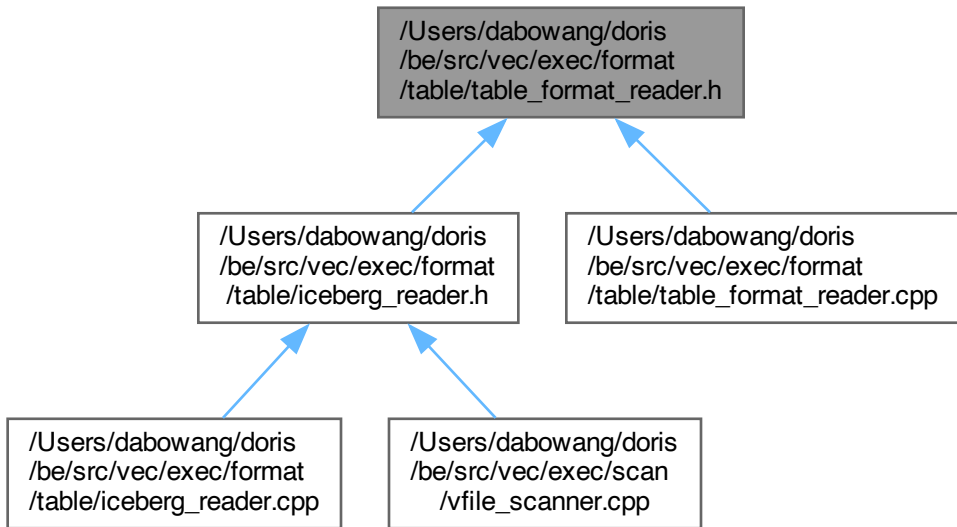 /Users/dabowang/doris
/be/src/vec/exec/format
/table/table_format_reader.h
/Users/dabowang/doris
/be/src/vec/exec/format
/table/iceberg_reader.h
/Users/dabowang/doris
/be/src/vec/exec/format
/table/table_format_reader.cpp
/Users/dabowang/doris
/be/src/vec/exec/format
/table/iceberg_reader.cpp
/Users/dabowang/doris
/be/src/vec/exec/scan
/vfile_scanner.cpp